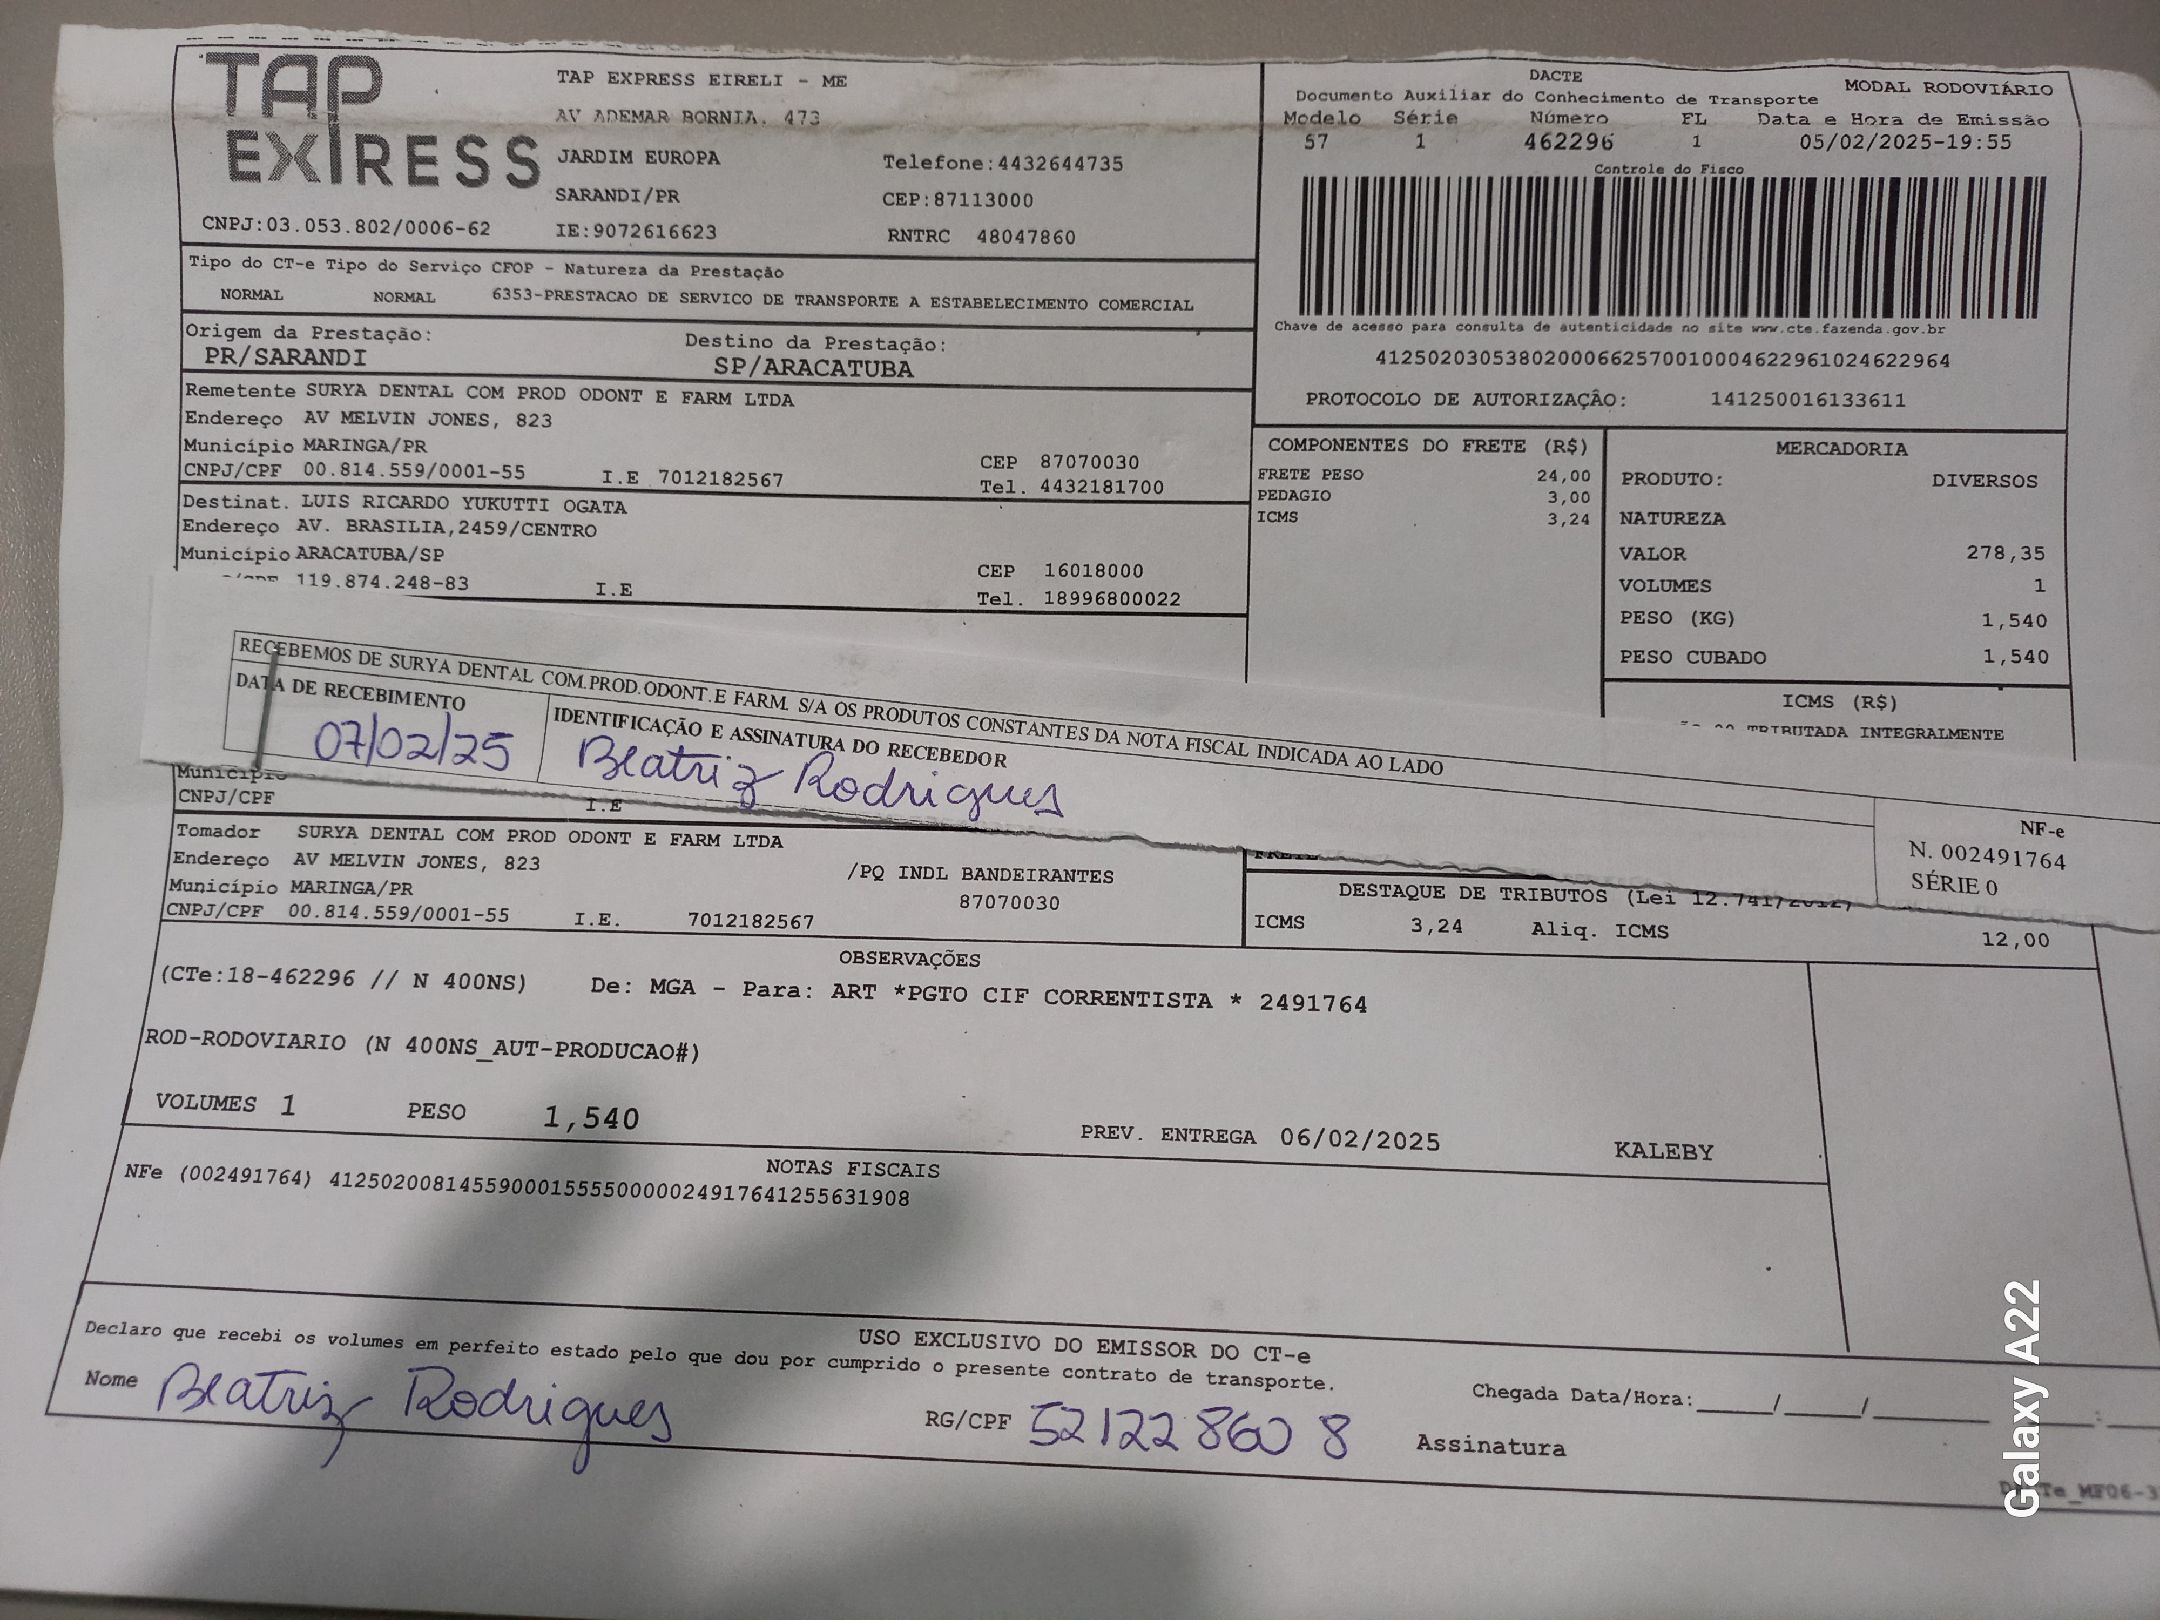 TAP EXPRESS
TAP EXPRESS EIRELI - ME
AV ADEMAR BORNIA, 473
JARDIM EUROPA Telefone:4432644735
SARANDI/PR CEP:87113000
CNPJ:03.053.802/0006-62 IE:9072616623 RNTRC 48047860
DACTE MODAL RODOVIÁRIO
Documento Auxiliar do Conhecimento de Transporte
Modelo Série Número FL Data e Hora de Emissão
57 1 462296 1 05/02/2025-19:55
Controle do Fisco
Chave de acesso para consulta de autenticidade no site www.cte.fazenda.gov.br
41250203053802000662570010004622961024622964
PROTOCOLO DE AUTORIZAÇÂO: 141250016133611
Tipo do CT-e Tipo do Serviço CFOP - Natureza da Prestação
NORMAL NORMAL 6353-PRESTACAO DE SERVICO DE TRANSPORTE A ESTABELECIMENTO COMERCIAL
Origem da Prestação: Destino da Prestação:
PR/SARANDI SP/ARACATUBA
Remetente SURYA DENTAL COM PROD ODONT E FARM LTDA
Endereço AV MELVIN JONES, 823
Município MARINGA/PR CEP 87070030
CNPJ/CPF 00.814.559/0001-55 I.E 7012182567 Tel. 4432181700
Destinat. LUIS RICARDO YUKUTTI OGATA
Endereço AV. BRASILIA,2459/CENTRO
Município ARACATUBA/SP CEP 16018000
119.874.248-83 I.E Tel. 18996800022
COMPONENTES DO FRETE (R$)
FRETE PESO 24,00
PEDAGIO 3,00
ICMS 3,24
MERCADORIA
PRODUTO: DIVERSOS
NATUREZA
VALOR 278,35
VOLUMES 1
PESO (KG) 1,540
PESO CUBADO 1,540
ICMS (R$)
TRIBUTADA INTEGRALMENTE
RECEBEMOS DE SURYA DENTAL COM.PROD.ODONT.E FARM. S/A OS PRODUTOS CONSTANTES DA NOTA FISCAL INDICADA AO LADO
DATA DE RECEBIMENTO IDENTIFICAÇÃO E ASSINATURA DO RECEBEDOR
07/02/25 Beatriz Rodrigues
NF-e
N. 002491764
SÉRIE 0
Município
CNPJ/CPF I.E
Tomador SURYA DENTAL COM PROD ODONT E FARM LTDA
Endereço AV MELVIN JONES, 823 /PQ INDL BANDEIRANTES
Município MARINGA/PR 87070030
CNPJ/CPF 00.814.559/0001-55 I.E. 7012182567
FRETE
DESTAQUE DE TRIBUTOS (Lei 12.741/2012)
ICMS 3,24 Aliq. ICMS 12,00
OBSERVAÇÕES
(CTe:18-462296 // N 400NS) De: MGA - Para: ART *PGTO CIF CORRENTISTA * 2491764
ROD-RODOVIARIO (N 400NS_AUT-PRODUCAO#)
VOLUMES 1 PESO 1,540 PREV. ENTREGA 06/02/2025 KALEBY
NOTAS FISCAIS
NFe (002491764) 41250200814559000155550000024917641255631908
USO EXCLUSIVO DO EMISSOR DO CT-e
Declaro que recebi os volumes em perfeito estado pelo que dou por cumprido o presente contrato de transporte.
Nome Beatriz Rodrigues RG/CPF 521228608 Assinatura
Chegada Data/Hora:____/____/______ ____:
Galaxy A22